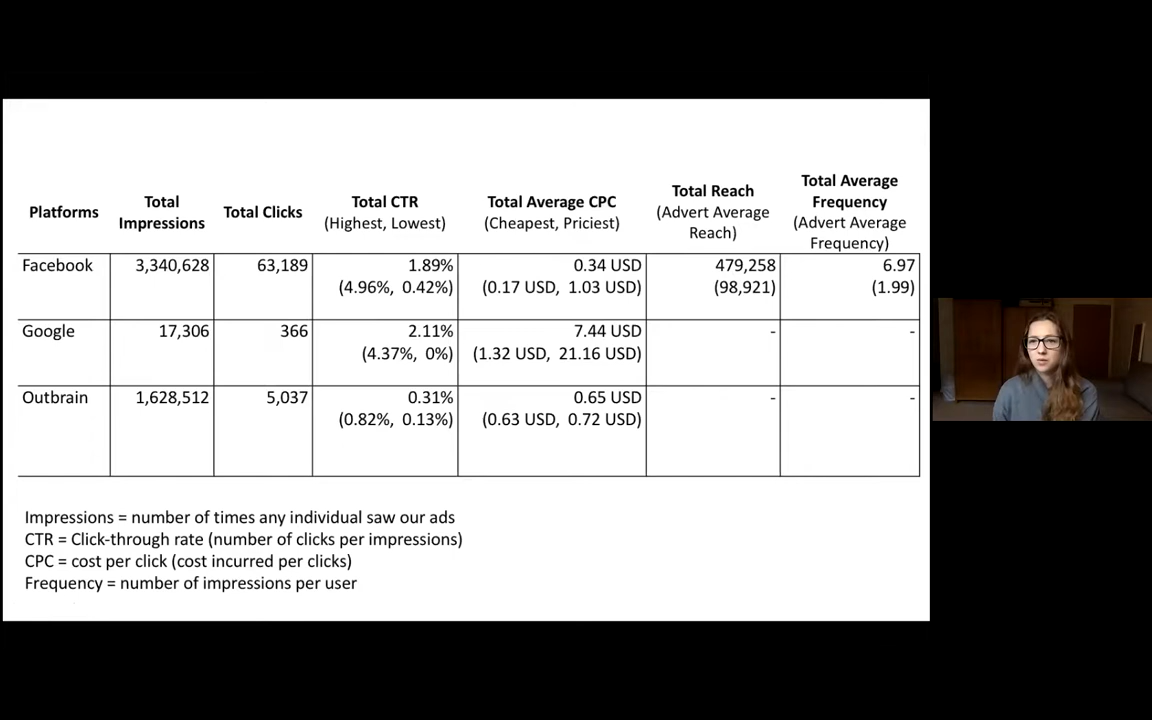 Platforms
Total Impressions
Total Clicks
Total CTR
(Highest, Lowest)
Total Average CPC
(Cheapest, Priciest)
Total Reach
(Advert Average
Reach)
Total Average
Frequency
(Advert Average
Frequency)
Facebook 3,340,628 63,189 1.89% 0.34 USD 479,258 6.97
(4.96%, 0.42%) (0.17 USD, 1.03 USD) (98,921) (1.99)
Google 17,306 366 2.11% 7.44 USD - -
(4.37%, 0%) (1.32 USD, 21.16 USD)
Outbrain 1,628,512 5,037 0.31% 0.65 USD - -
(0.82%, 0.13%) (0.63 USD, 0.72 USD)
Impressions = number of times any individual saw our ads
CTR = Click-through rate (number of clicks per impressions)
CPC = cost per click (cost incurred per clicks)
Frequency = number of impressions per user